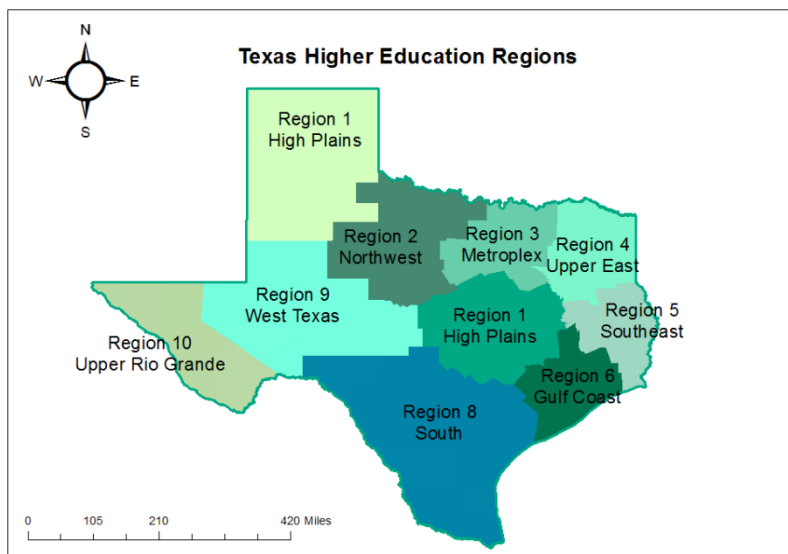 Texas Higher Education Regions
N
W
E
S
Region 1
High Plains
Region 2
Northwest
Region 3
Metroplex
Region 4
Upper East
Region 9
West Texas
Region 1
High Plains
Region 5
Southeast
Region 10
Upper Rio Grande
Region 6
Gulf Coast
Region 8
South
0 105 210 420 Miles